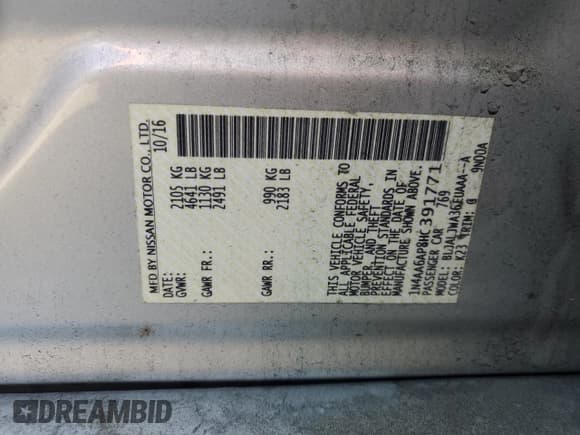 MFD BY NISSAN MOTOR CO., LTD.
DATE: 10/16
GVWR: 2105 KG
4641 LB
GAWR FR: 1130 KG
2491 LB
GAWR RR: 990 KG
2183 LB
THIS VEHICLE CONFORMS TO
ALL APPLICABLE FEDERAL
MOTOR VEHICLE SAFETY,
BUMPER, AND THEFT
PREVENTION STANDARDS IN
EFFECT ON THE DATE OF
MANUFACTURE SHOWN ABOVE.
1N4AA6AP8HC391771
PASSENGER CAR 769
MODEL: BLJALJWA36EUAAA--A
COLOR: K23 TRIM: G 9NOOA
DREAMBID